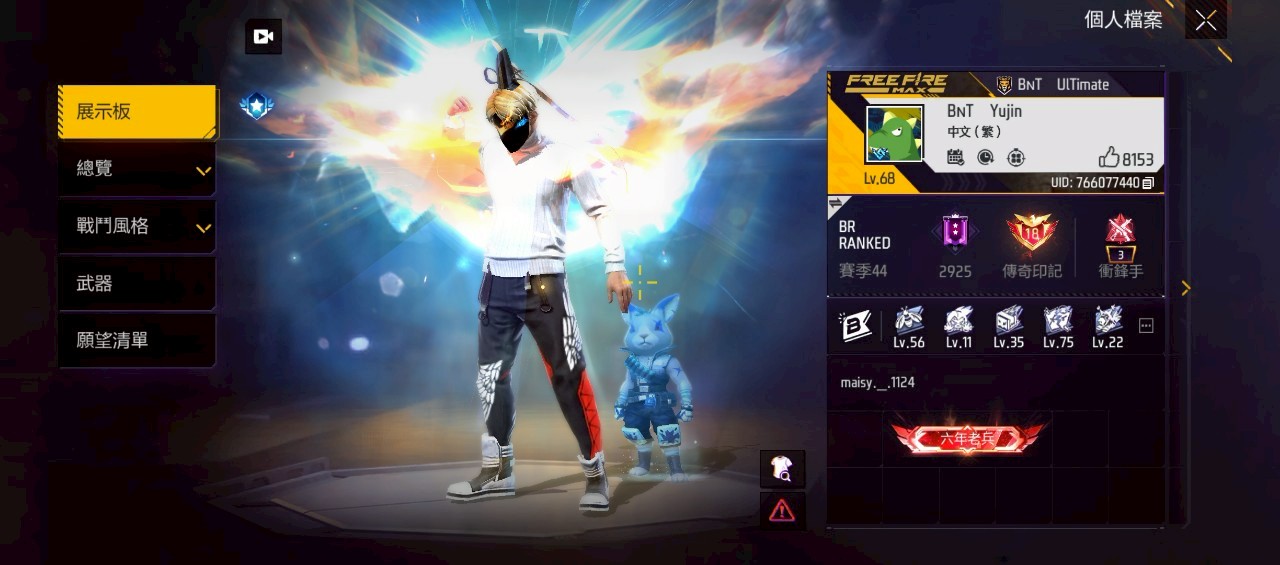 個人檔案
展示板
總覽
戰鬥風格
武器
願望清單
FREE FIRE
MAX
BNT UlTimate
BNT Yujin
中文 ( 繁 )
8153
Lv.68
UID: 766077440
BR
RANKED
賽季44
2925
18
傳奇印記
3
衝鋒手
Lv.56
Lv.11
Lv.35
Lv.75
Lv.22
maisy._.1124
六年老兵